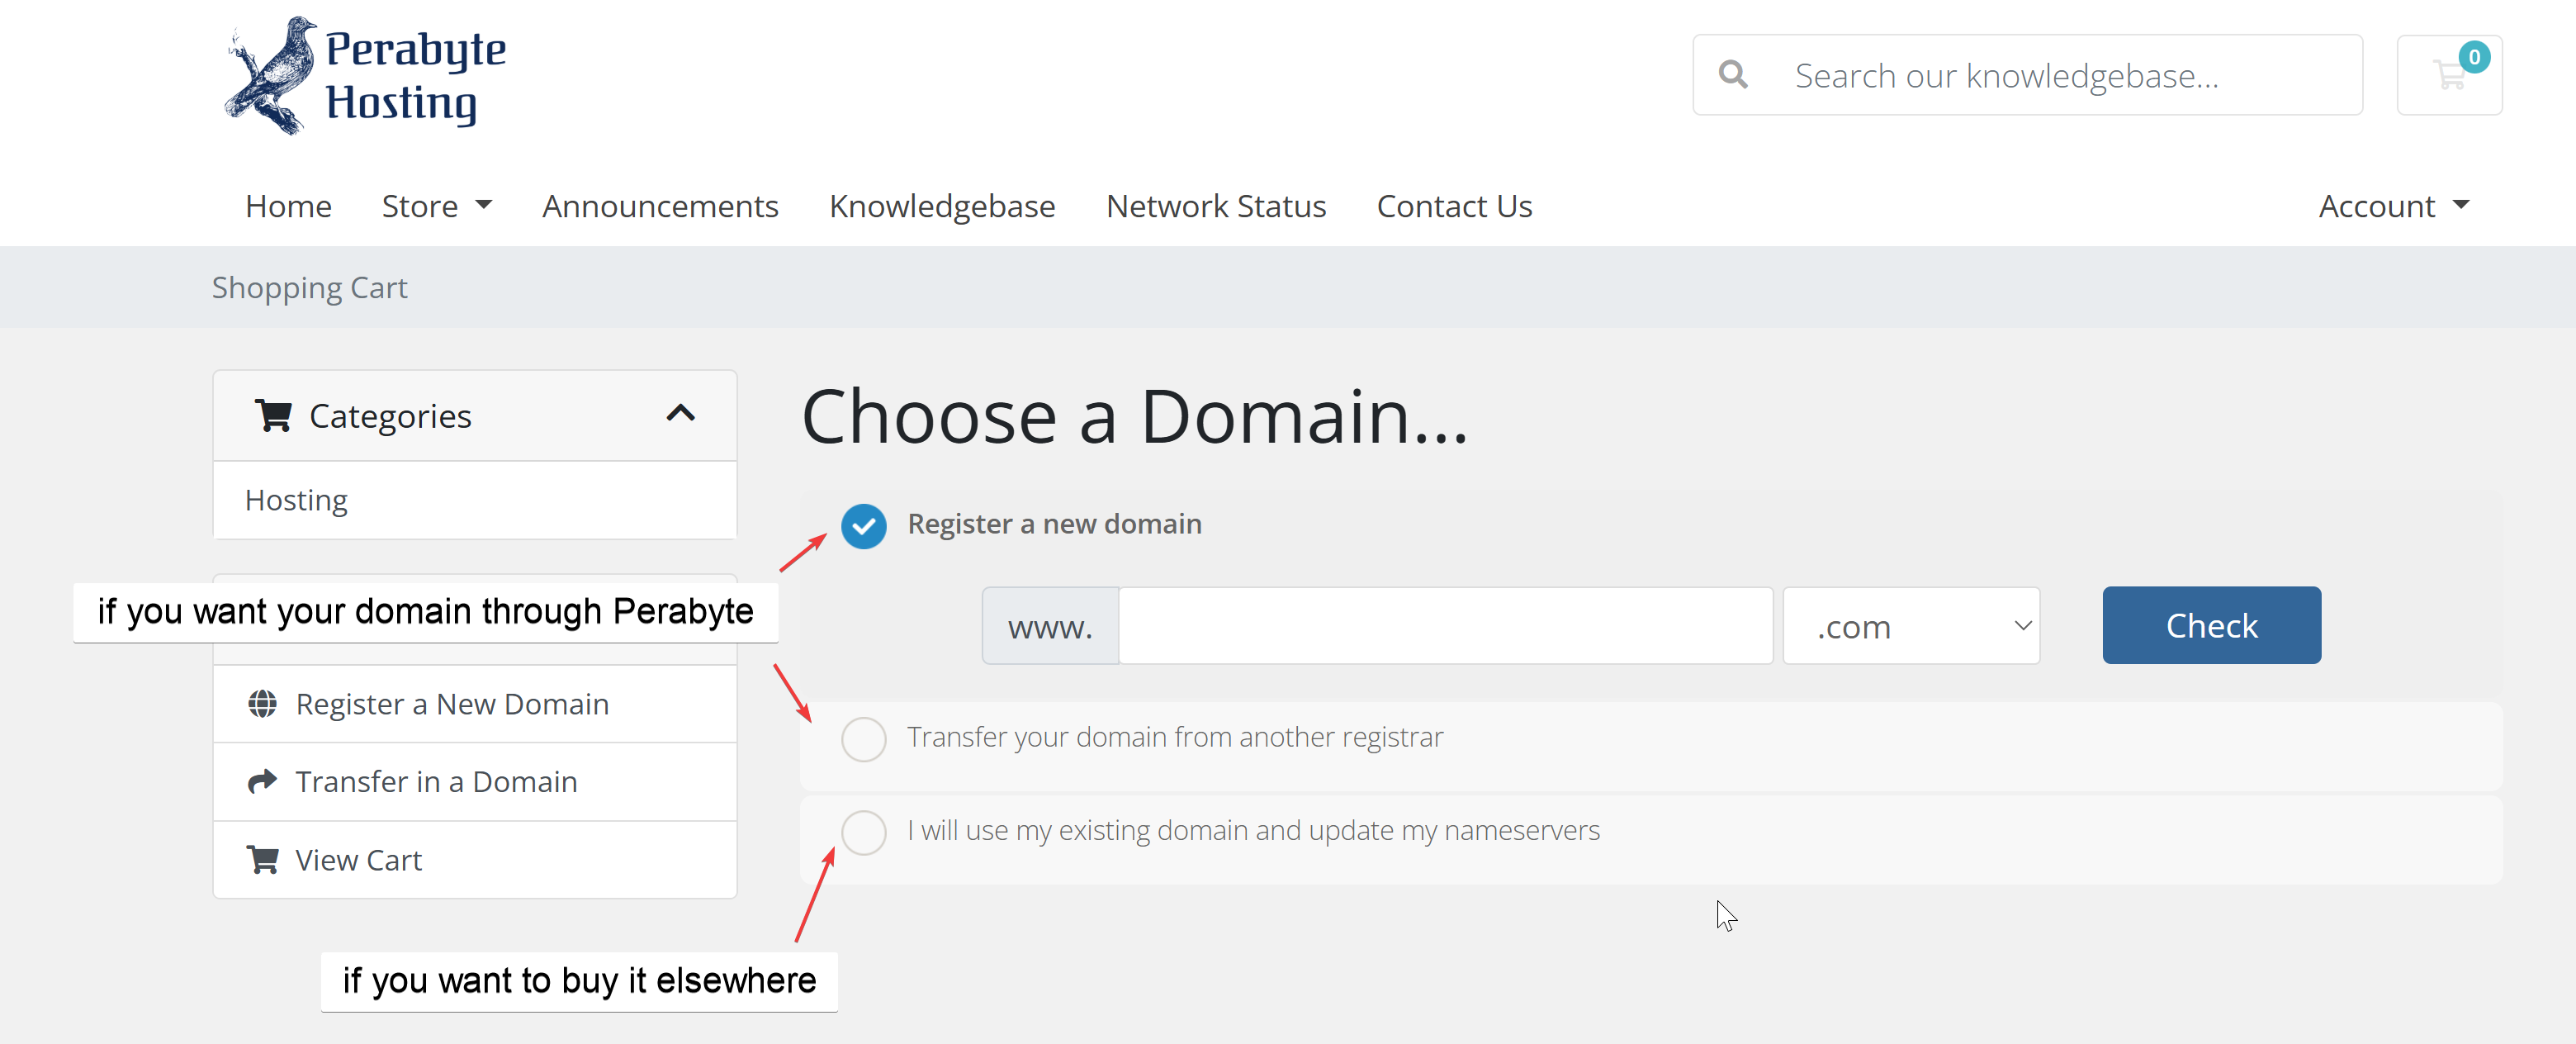 Perabyte
Hosting
Search our knowledgebase...
0
Home Store Announcements Knowledgebase Network Status Contact Us Account
Shopping Cart
Categories
Hosting
Choose a Domain...
Register a new domain
if you want your domain through Perabyte
www. .com Check
Register a New Domain
Transfer in a Domain
View Cart
Transfer your domain from another registrar
I will use my existing domain and update my nameservers
if you want to buy it elsewhere